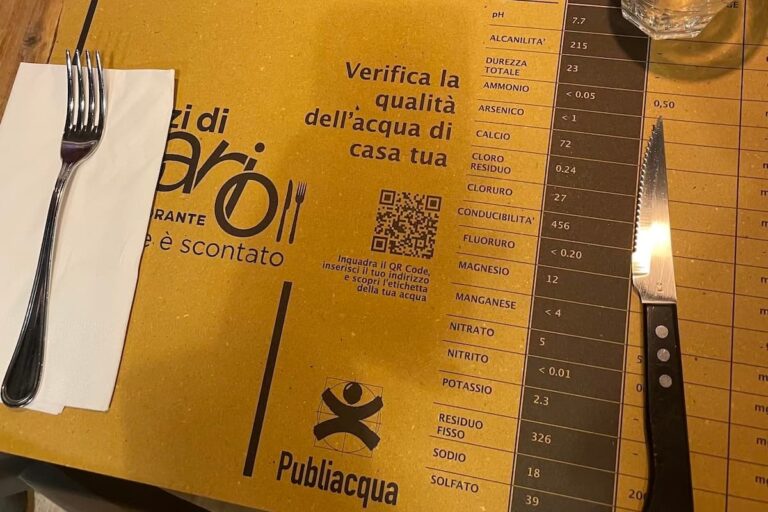 zi di
ario
ORANTE
e è scontato
Verifica la
qualità
dell'acqua di
casa tua
Inquadra il QR Code,
inserisci il tuo indirizzo
e scopri l'etichetta
della tua acqua
Publiacqua
pH 7.7
ALCANILITA' 215
DUREZZA
TOTALE 23
AMMONIO < 0.05 0,50
ARSENICO < 1
CALCIO 72
CLORO
RESIDUO 0.24
CLORURO 27
CONDUCIBILITA' 456
FLUORURO < 0.20
MAGNESIO 12
MANGANESE < 4
NITRATO 5
NITRITO < 0.01
POTASSIO 2.3
RESIDUO
FISSO 326
SODIO 18
SOLFATO 39